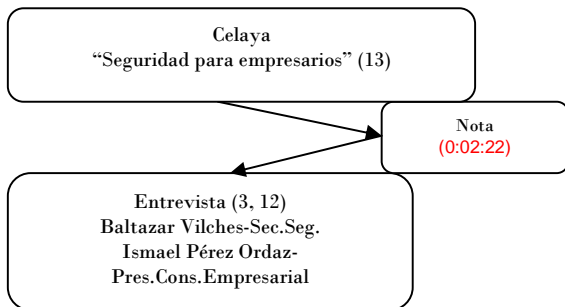 Celaya
“Seguridad para empresarios” (13)
Nota
(0:02:22)
Entrevista (3, 12)
Baltazar Vilches-Sec.Seg.
Ismael Pérez Ordaz-
Pres.Cons.Empresarial